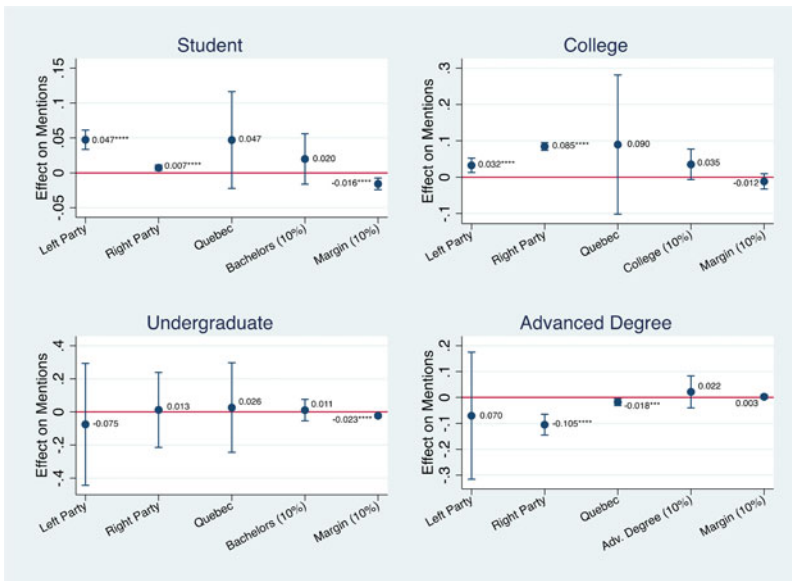 Student
Effect on Mentions
.15
.1
.05
0
-.05
0.047****
0.007****
0.047
0.020
-0.016****
Left Party
Right Party
Quebec
Bachelors (10%)
Margin (10%)
College
Effect on Mentions
.3
.2
.1
0
-.1
0.032****
0.085****
0.090
0.035
-0.012
Left Party
Right Party
Quebec
College (10%)
Margin (10%)
Undergraduate
Effect on Mentions
.4
.2
0
-.2
-.4
-0.075
0.013
0.026
0.011
-0.023****
Left Party
Right Party
Quebec
Bachelors (10%)
Margin (10%)
Advanced Degree
Effect on Mentions
.2
.1
0
-.1
-.2
-.3
0.070
-0.105****
-0.018***
0.022
0.003
Left Party
Right Party
Quebec
Adv. Degree (10%)
Margin (10%)